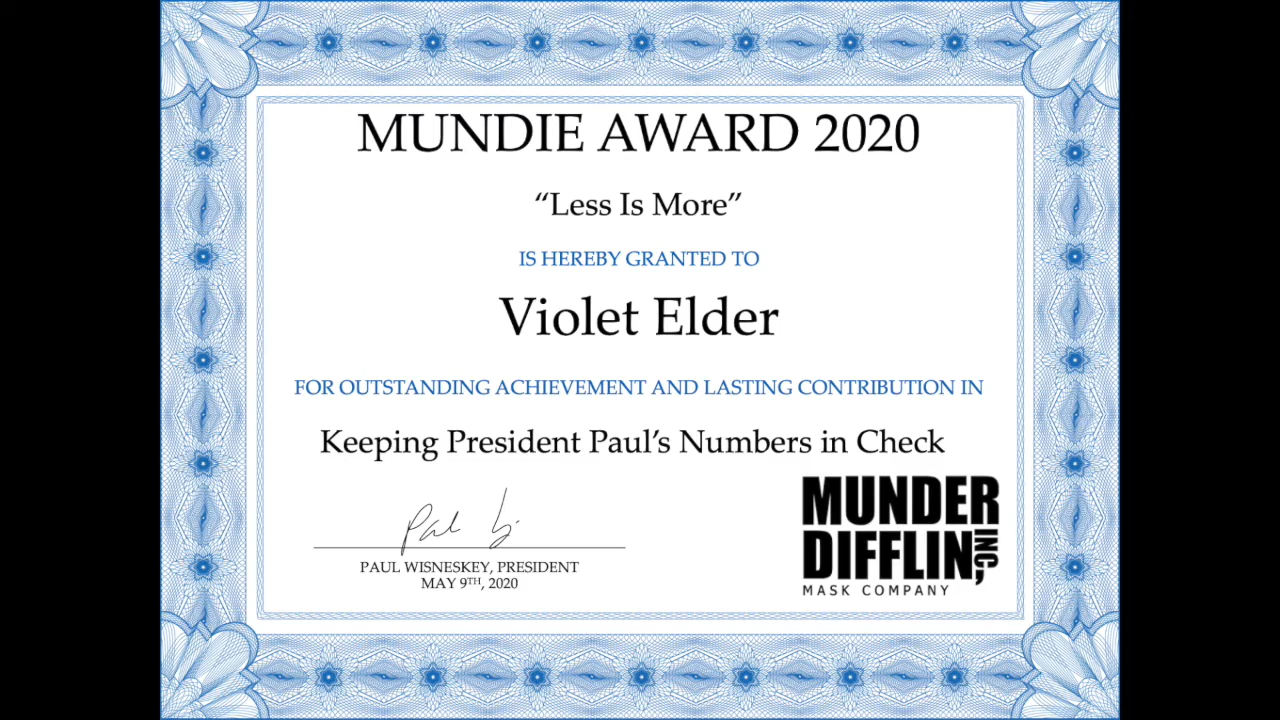 MUNDIE AWARD 2020
“Less Is More”
IS HEREBY GRANTED TO
Violet Elder
FOR OUTSTANDING ACHIEVEMENT AND LASTING CONTRIBUTION IN
Keeping President Paul’s Numbers in Check
PAUL WISNESKEY, PRESIDENT
MAY 9TH, 2020
MUNDER
DIFFLIN INC.,
MASK COMPANY